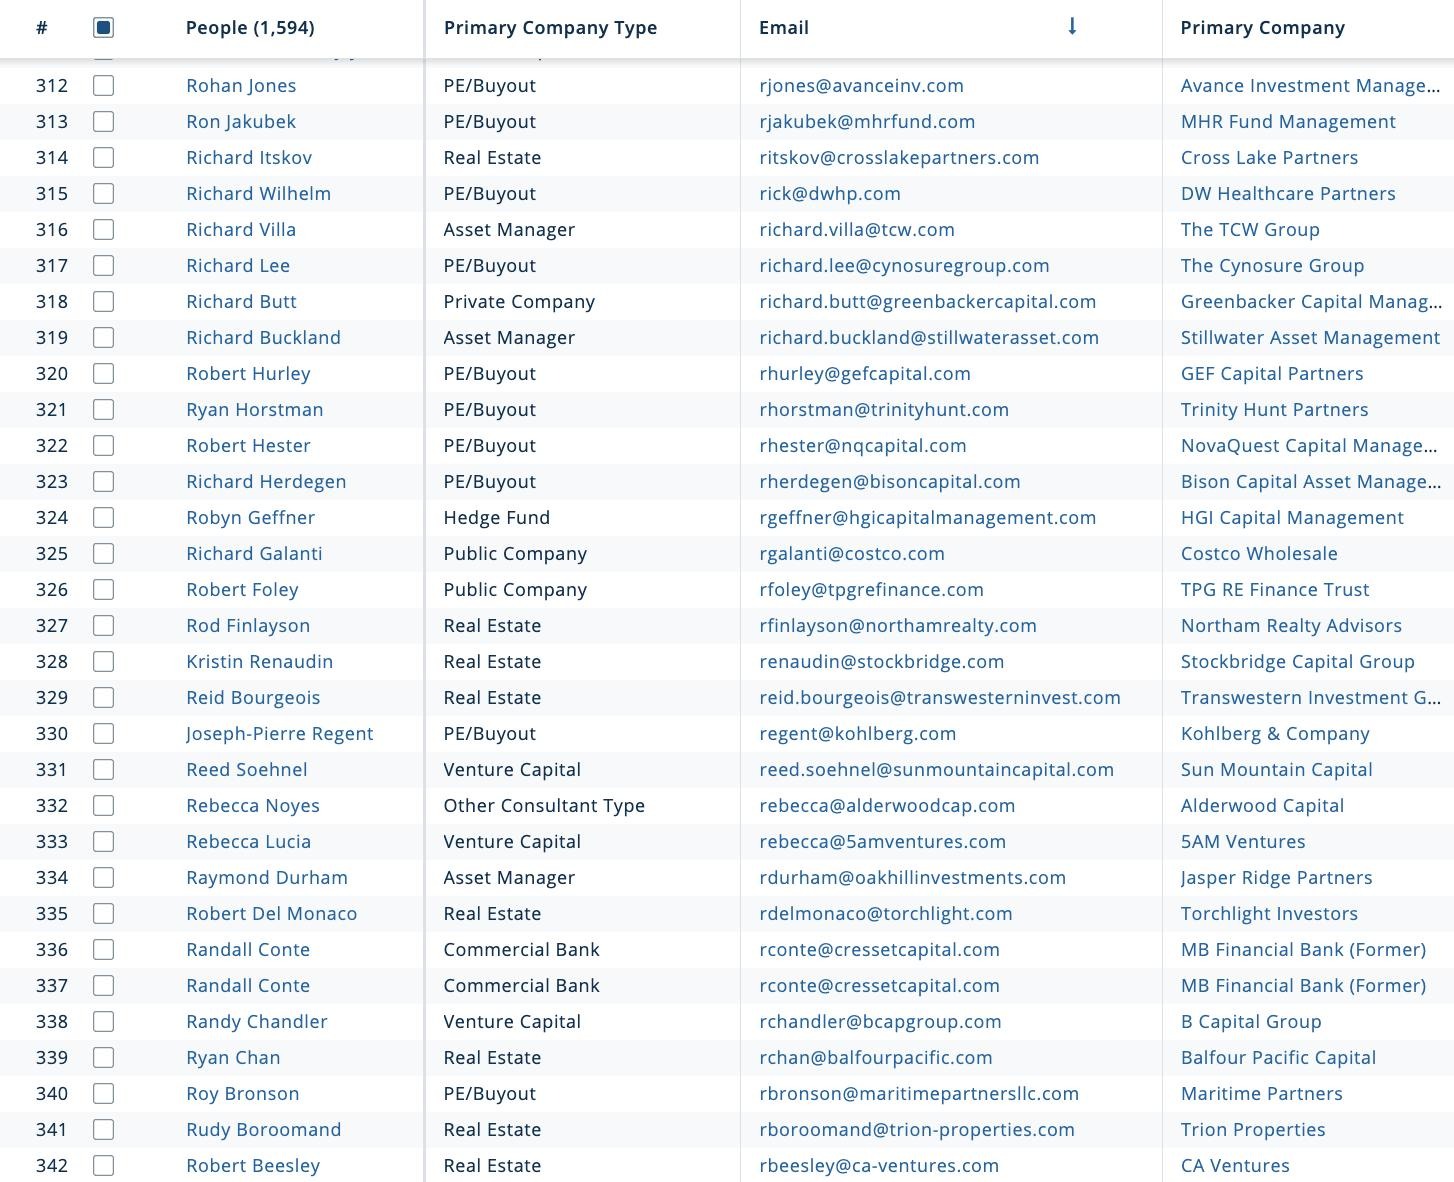 # People (1,594) Primary Company Type Email ↓ Primary Company
312 Rohan Jones PE/Buyout rjones@avanceinv.com Avance Investment Manage...
313 Ron Jakubek PE/Buyout rjakubek@mhrfund.com MHR Fund Management
314 Richard Itskov Real Estate ritskov@crosslakepartners.com Cross Lake Partners
315 Richard Wilhelm PE/Buyout rick@dwhp.com DW Healthcare Partners
316 Richard Villa Asset Manager richard.villa@tcw.com The TCW Group
317 Richard Lee PE/Buyout richard.lee@cynosuregroup.com The Cynosure Group
318 Richard Butt Private Company richard.butt@greenbackercapital.com Greenbacker Capital Manag...
319 Richard Buckland Asset Manager richard.buckland@stillwaterasset.com Stillwater Asset Management
320 Robert Hurley PE/Buyout rhurley@gefcapital.com GEF Capital Partners
321 Ryan Horstman PE/Buyout rhorstman@trinityhunt.com Trinity Hunt Partners
322 Robert Hester PE/Buyout rhester@nqcapital.com NovaQuest Capital Manage...
323 Richard Herdegen PE/Buyout rherdegen@bisoncapital.com Bison Capital Asset Manage...
324 Robyn Geffner Hedge Fund rgeffner@hgicapitalmanagement.com HGI Capital Management
325 Richard Galanti Public Company rgalanti@costco.com Costco Wholesale
326 Robert Foley Public Company rfoley@tpgrefinance.com TPG RE Finance Trust
327 Rod Finlayson Real Estate rfinlayson@northamrealty.com Northam Realty Advisors
328 Kristin Renaudin Real Estate renaudin@stockbridge.com Stockbridge Capital Group
329 Reid Bourgeois Real Estate reid.bourgeois@transwesterninvest.com Transwestern Investment G...
330 Joseph-Pierre Regent PE/Buyout regent@kohlberg.com Kohlberg & Company
331 Reed Soehnel Venture Capital reed.soehnel@sunmountaincapital.com Sun Mountain Capital
332 Rebecca Noyes Other Consultant Type rebecca@alderwoodcap.com Alderwood Capital
333 Rebecca Lucia Venture Capital rebecca@5amventures.com 5AM Ventures
334 Raymond Durham Asset Manager rdurham@oakhillinvestments.com Jasper Ridge Partners
335 Robert Del Monaco Real Estate rdelmonaco@torchlight.com Torchlight Investors
336 Randall Conte Commercial Bank rconte@cressetcapital.com MB Financial Bank (Former)
337 Randall Conte Commercial Bank rconte@cressetcapital.com MB Financial Bank (Former)
338 Randy Chandler Venture Capital rchandler@bcapgroup.com B Capital Group
339 Ryan Chan Real Estate rchan@balfourpacific.com Balfour Pacific Capital
340 Roy Bronson PE/Buyout rbronson@maritimepartnersllc.com Maritime Partners
341 Rudy Boroomand Real Estate rboroomand@trion-properties.com Trion Properties
342 Robert Beesley Real Estate rbeesley@ca-ventures.com CA Ventures